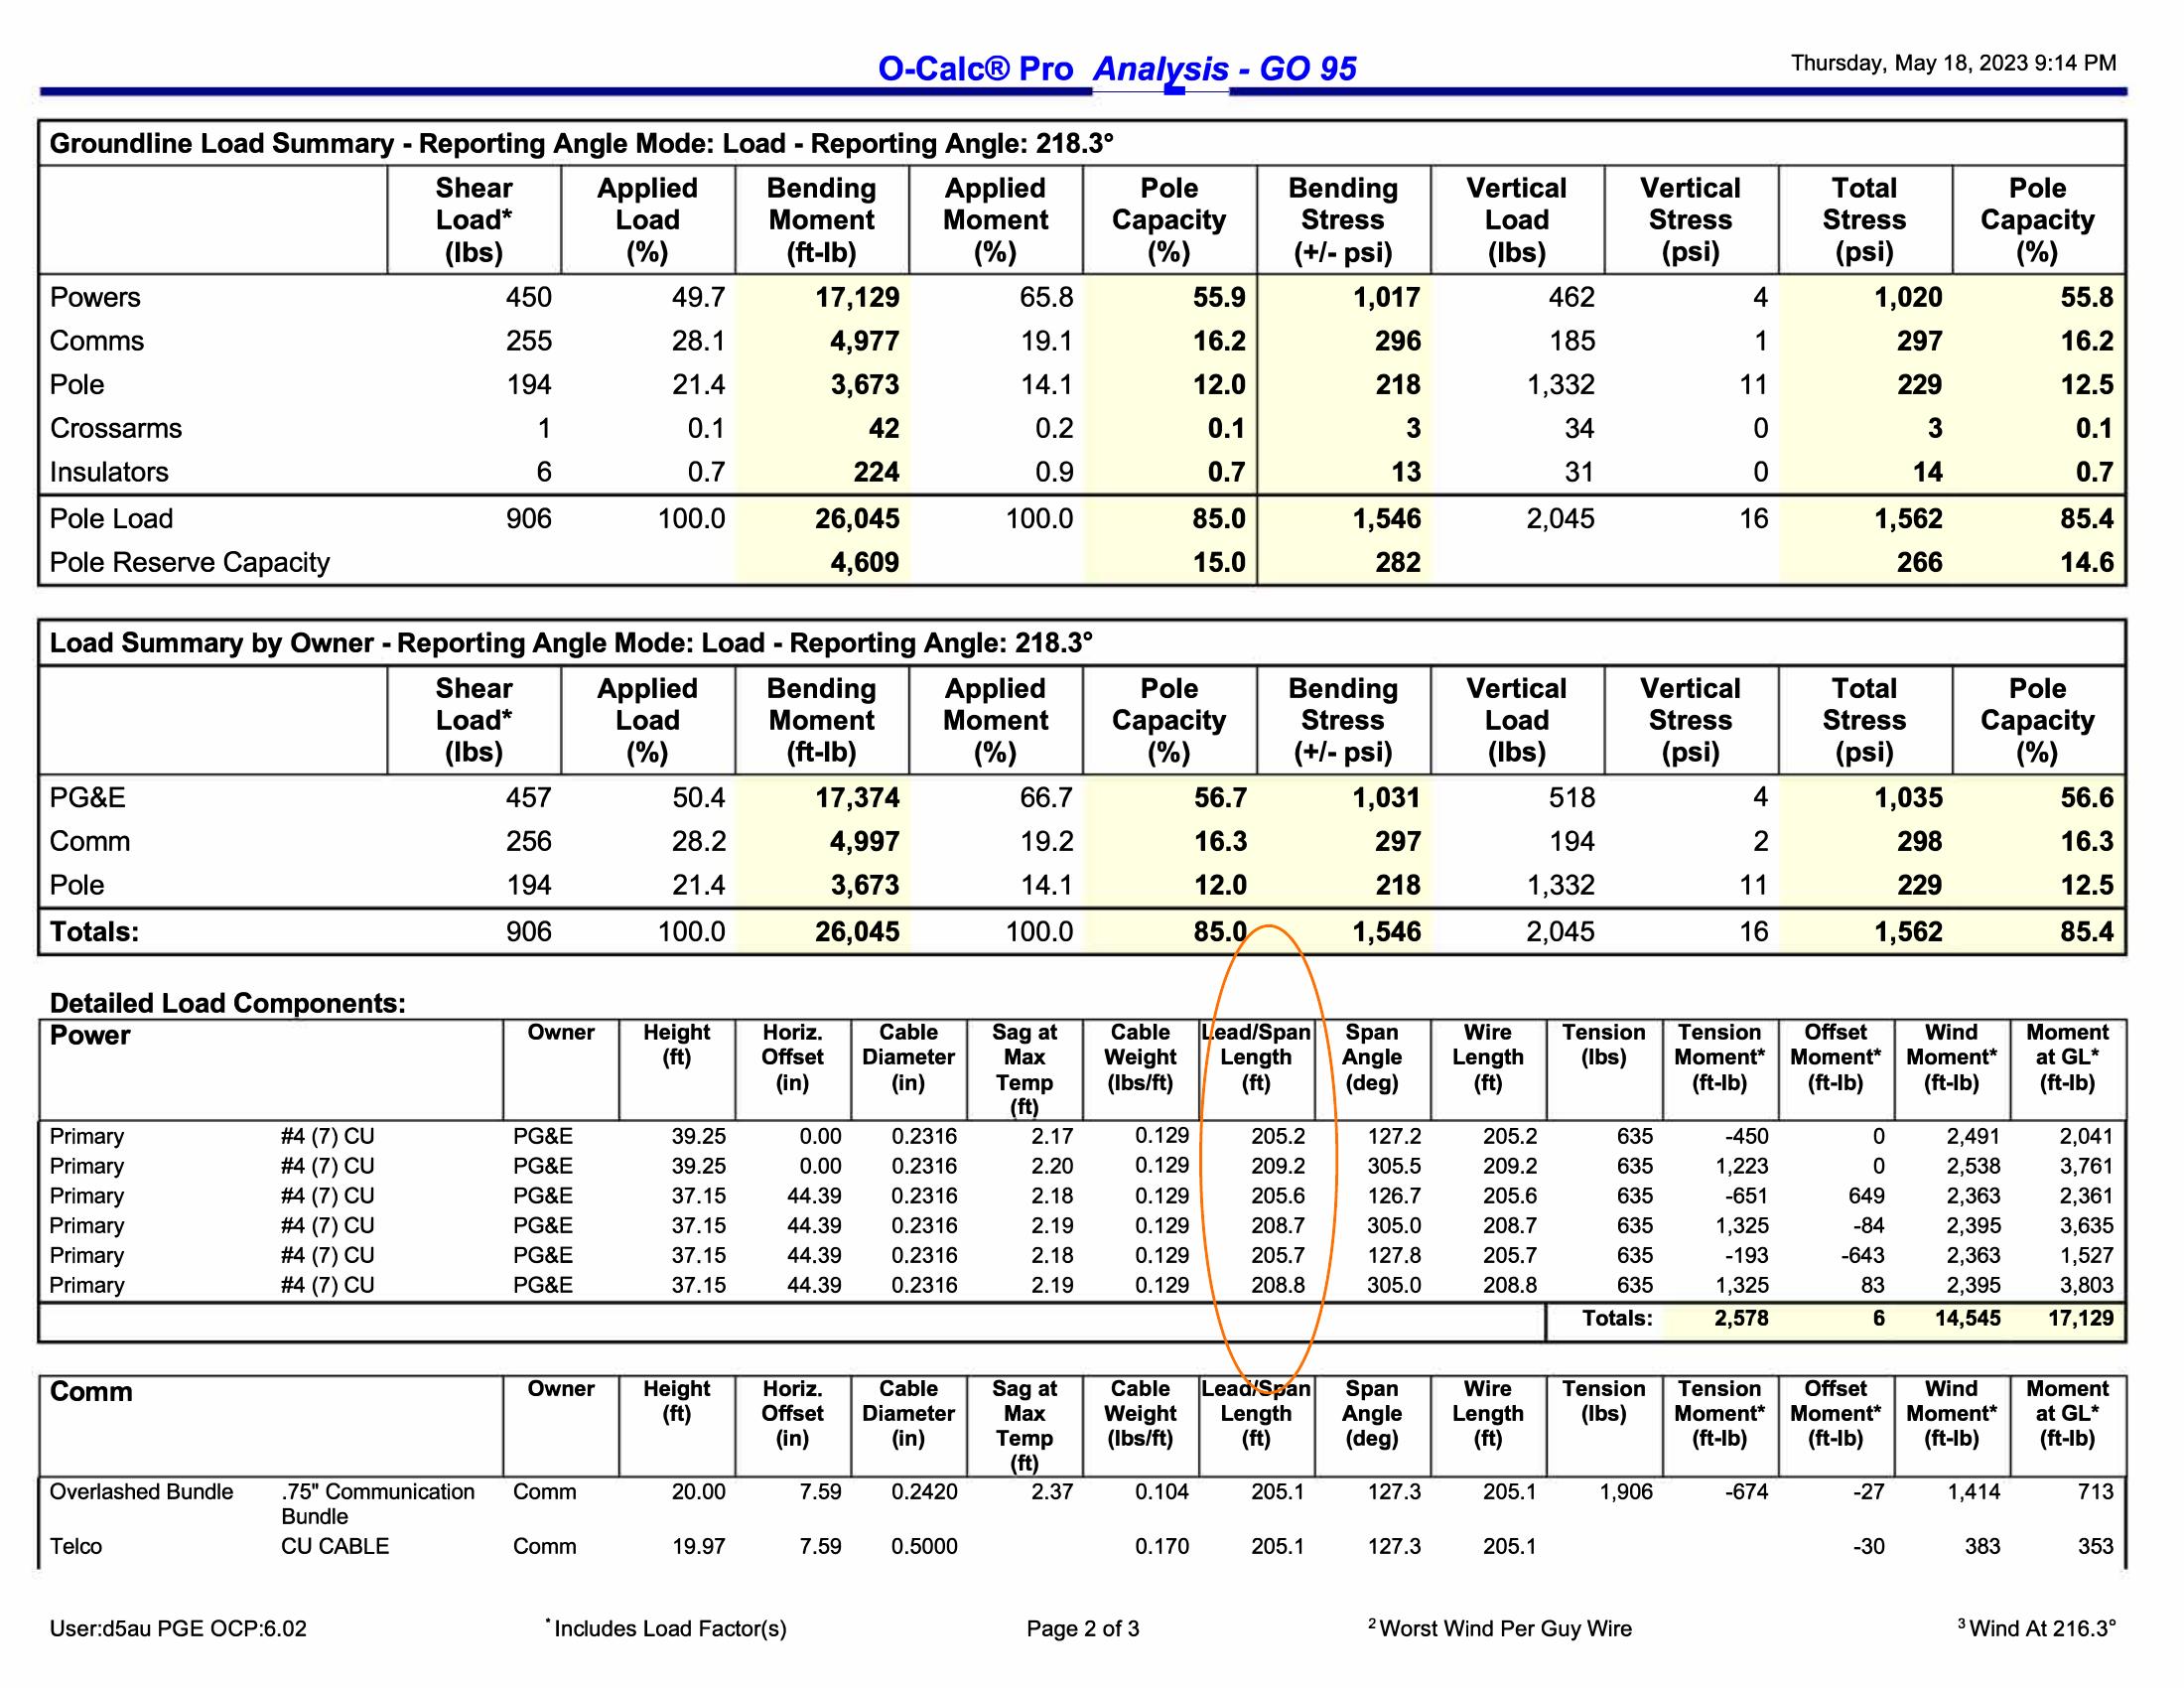 O-Calc® Pro Analysis - GO 95
Thursday, May 18, 2023 9:14 PM
Groundline Load Summary - Reporting Angle Mode: Load - Reporting Angle: 218.3°
Shear Load* (lbs) Applied Load (%) Bending Moment (ft-lb) Applied Moment (%) Pole Capacity (%) Bending Stress (+/- psi) Vertical Load (lbs) Vertical Stress (psi) Total Stress (psi) Pole Capacity (%)
Powers 450 49.7 17,129 65.8 55.9 1,017 462 4 1,020 55.8
Comms 255 28.1 4,977 19.1 16.2 296 185 1 297 16.2
Pole 194 21.4 3,673 14.1 12.0 218 1,332 11 229 12.5
Crossarms 1 0.1 42 0.2 0.1 3 34 0 3 0.1
Insulators 6 0.7 224 0.9 0.7 13 31 0 14 0.7
Pole Load 906 100.0 26,045 100.0 85.0 1,546 2,045 16 1,562 85.4
Pole Reserve Capacity 4,609 15.0 282 266 14.6
Load Summary by Owner - Reporting Angle Mode: Load - Reporting Angle: 218.3°
Shear Load* (lbs) Applied Load (%) Bending Moment (ft-lb) Applied Moment (%) Pole Capacity (%) Bending Stress (+/- psi) Vertical Load (lbs) Vertical Stress (psi) Total Stress (psi) Pole Capacity (%)
PG&E 457 50.4 17,374 66.7 56.7 1,031 518 4 1,035 56.6
Comm 256 28.2 4,997 19.2 16.3 297 194 2 298 16.3
Pole 194 21.4 3,673 14.1 12.0 218 1,332 11 229 12.5
Totals: 906 100.0 26,045 100.0 85.0 1,546 2,045 16 1,562 85.4
Detailed Load Components:
Power Owner Height (ft) Horiz. Offset (in) Cable Diameter (in) Sag at Max Temp (ft) Cable Weight (lbs/ft) Lead/Span Length (ft) Span Angle (deg) Wire Length (ft) Tension (lbs) Tension Moment* (ft-lb) Offset Moment* (ft-lb) Wind Moment* (ft-lb) Moment at GL* (ft-lb)
Primary #4 (7) CU PG&E 39.25 0.00 0.2316 2.17 0.129 205.2 127.2 205.2 635 -450 0 2,491 2,041
Primary #4 (7) CU PG&E 39.25 0.00 0.2316 2.20 0.129 209.2 305.5 209.2 635 1,223 0 2,538 3,761
Primary #4 (7) CU PG&E 37.15 44.39 0.2316 2.18 0.129 205.6 126.7 205.6 635 -651 649 2,363 2,361
Primary #4 (7) CU PG&E 37.15 44.39 0.2316 2.19 0.129 208.7 305.0 208.7 635 1,325 -84 2,395 3,635
Primary #4 (7) CU PG&E 37.15 44.39 0.2316 2.18 0.129 205.7 127.8 205.7 635 -193 -643 2,363 1,527
Primary #4 (7) CU PG&E 37.15 44.39 0.2316 2.19 0.129 208.8 305.0 208.8 635 1,325 83 2,395 3,803
Totals: 2,578 6 14,545 17,129
Comm Owner Height (ft) Horiz. Offset (in) Cable Diameter (in) Sag at Max Temp (ft) Cable Weight (lbs/ft) Lead/Span Length (ft) Span Angle (deg) Wire Length (ft) Tension (lbs) Tension Moment* (ft-lb) Offset Moment* (ft-lb) Wind Moment* (ft-lb) Moment at GL* (ft-lb)
Overlashed Bundle .75" Communication Bundle Comm 20.00 7.59 0.2420 2.37 0.104 205.1 127.3 205.1 1,906 -674 -27 1,414 713
Telco CU CABLE Comm 19.97 7.59 0.5000 0.170 205.1 127.3 205.1 -30 383 353
User:d5au PGE OCP:6.02 * Includes Load Factor(s) Page 2 of 3 2 Worst Wind Per Guy Wire 3 Wind At 216.3°